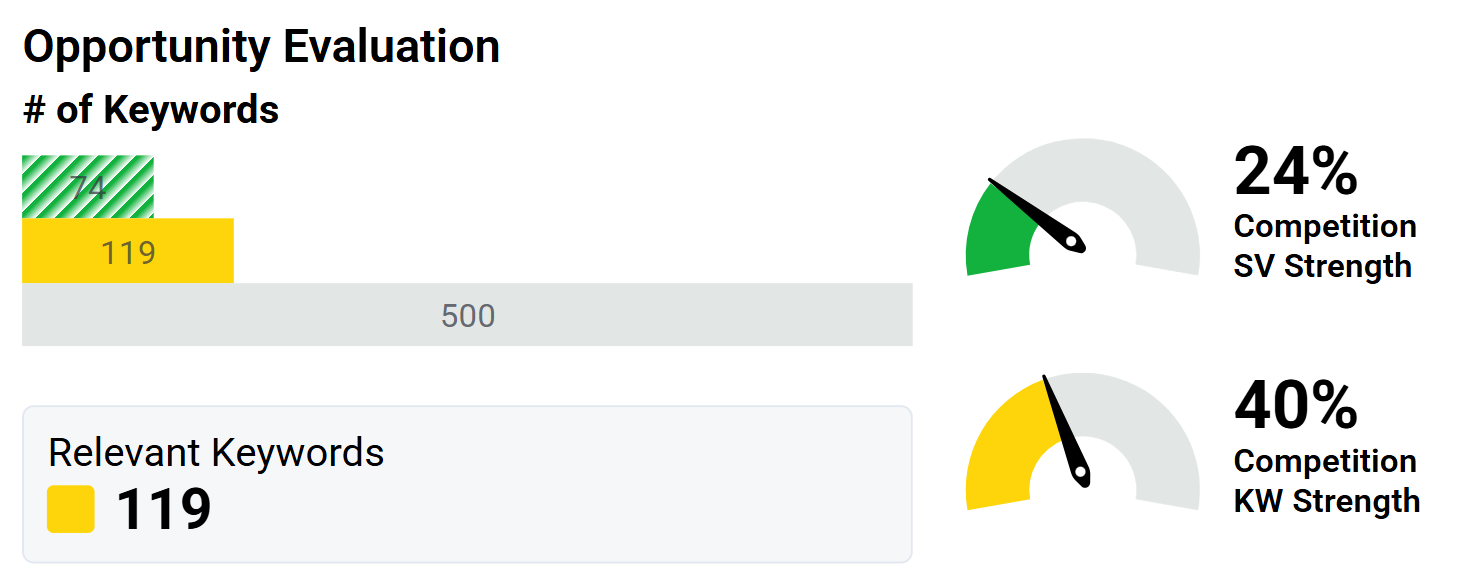 Opportunity Evaluation
# of Keywords
74
119
500
Relevant Keywords
119
24%
Competition
SV Strength
40%
Competition
KW Strength